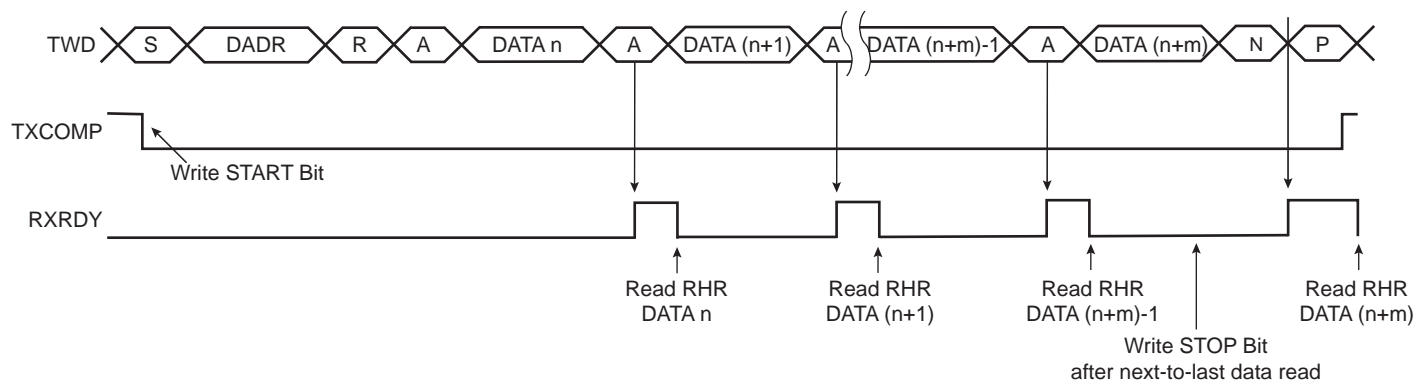 TWD S DADR R A DATA n A DATA (n+1) A DATA (n+m)-1 A DATA (n+m) N P
TXCOMP
Write START Bit
RXRDY
Read RHR
DATA n
Read RHR
DATA (n+1)
Read RHR
DATA (n+m)-1
Read RHR
DATA (n+m)
Write STOP Bit
after next-to-last data read